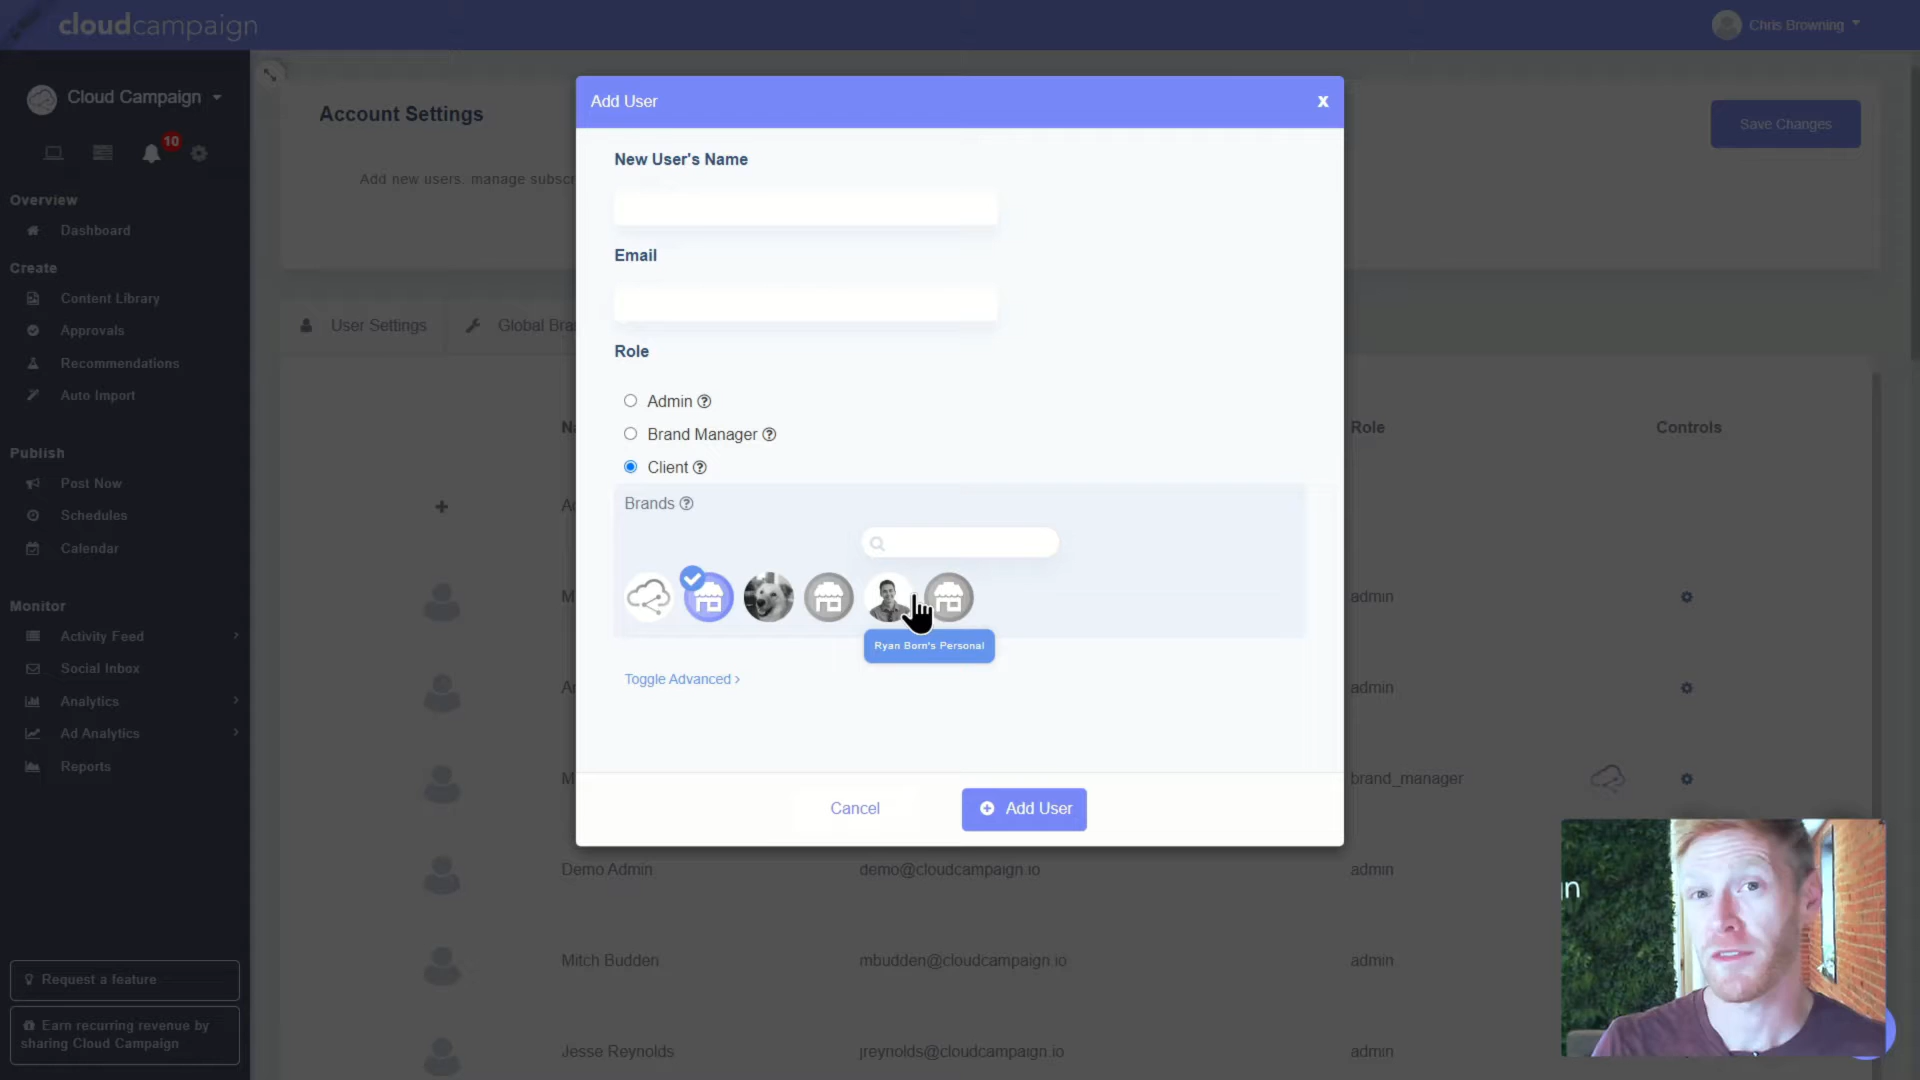 cloudcampaign
Chris Browning
Cloud Campaign
10
Overview
Dashboard
Create
Content Library
Approvals
Recommendations
Auto Import
Publish
Post Now
Schedules
Calendar
Monitor
Activity Feed
Social Inbox
Analytics
Ad Analytics
Reports
Request a feature
Earn recurring revenue by
sharing Cloud Campaign
Account Settings
Save Changes
Add new users. manage subscr
User Settings
Global Bra
Role
Controls
admin
admin
brand_manager
Demo Admin demo@cloudcampaign.io admin
Mitch Budden mbudden@cloudcampaign.io admin
Jesse Reynolds jreynolds@cloudcampaign.io admin
Add User
x
New User's Name
Email
Role
Admin
Brand Manager
Client
Brands
Ryan Born's Personal
Toggle Advanced >
Cancel
Add User